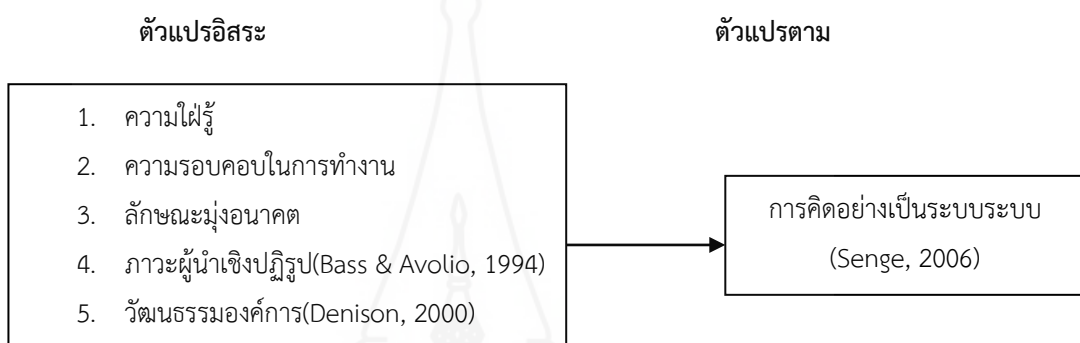 ตัวแปรอิสระ
ตัวแปรตาม
1. ความใฝ่รู้
2. ความรอบคอบในการทำงาน
3. ลักษณะมุ่งอนาคต
4. ภาวะผู้นำเชิงปฏิรูป(Bass & Avolio, 1994)
5. วัฒนธรรมองค์การ(Denison, 2000)
การคิดอย่างเป็นระบบระบบ
(Senge, 2006)